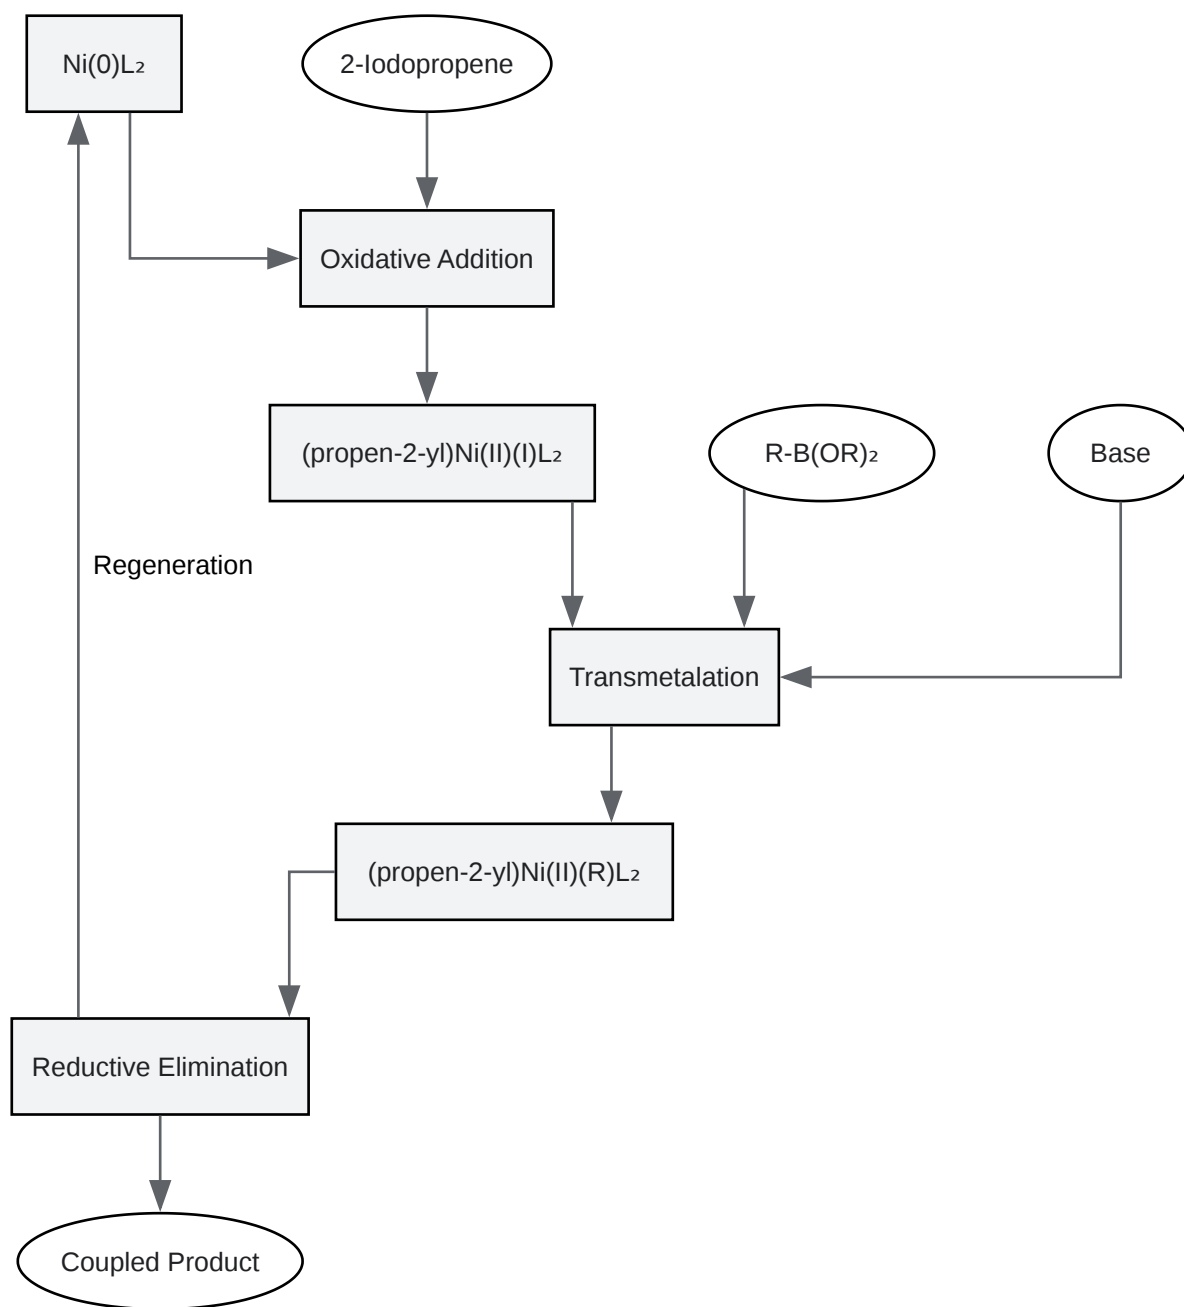 Ni(0)L₂
2-Iodopropene
Oxidative Addition
(propen-2-yl)Ni(II)(I)L₂
R-B(OR)₂
Base
Regeneration
Transmetalation
(propen-2-yl)Ni(II)(R)L₂
Reductive Elimination
Coupled Product